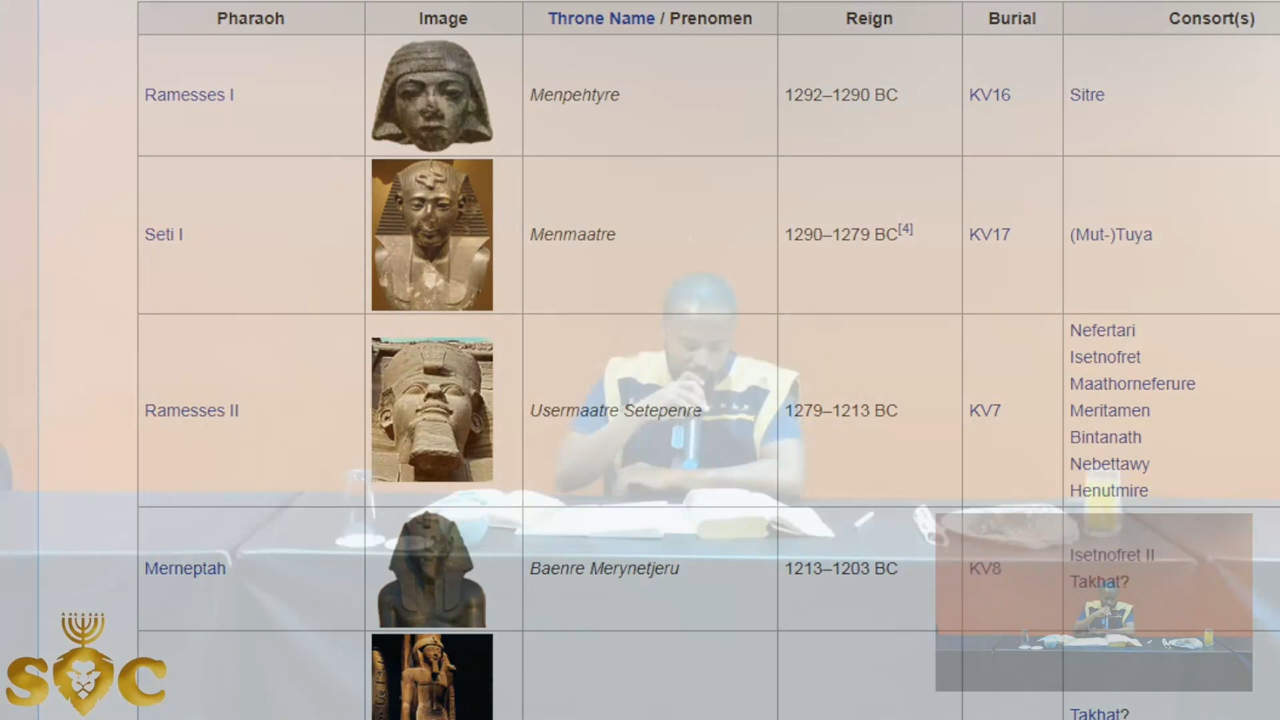 Pharaoh Image Throne Name / Prenomen Reign Burial Consort(s)
Ramesses I Menpehtyre 1292–1290 BC KV16 Sitre
Seti I Menmaatre 1290–1279 BC[4] KV17 (Mut-)Tuya
Ramesses II Usermaatre Setepenre 1279–1213 BC KV7 Nefertari
Isetnofret
Maathorneferure
Meritamen
Bintanath
Nebettawy
Henutmire
Merneptah Baenre Merynetjeru 1213–1203 BC KV8 Isetnofret II
Takhat?
Takhat?
SOC